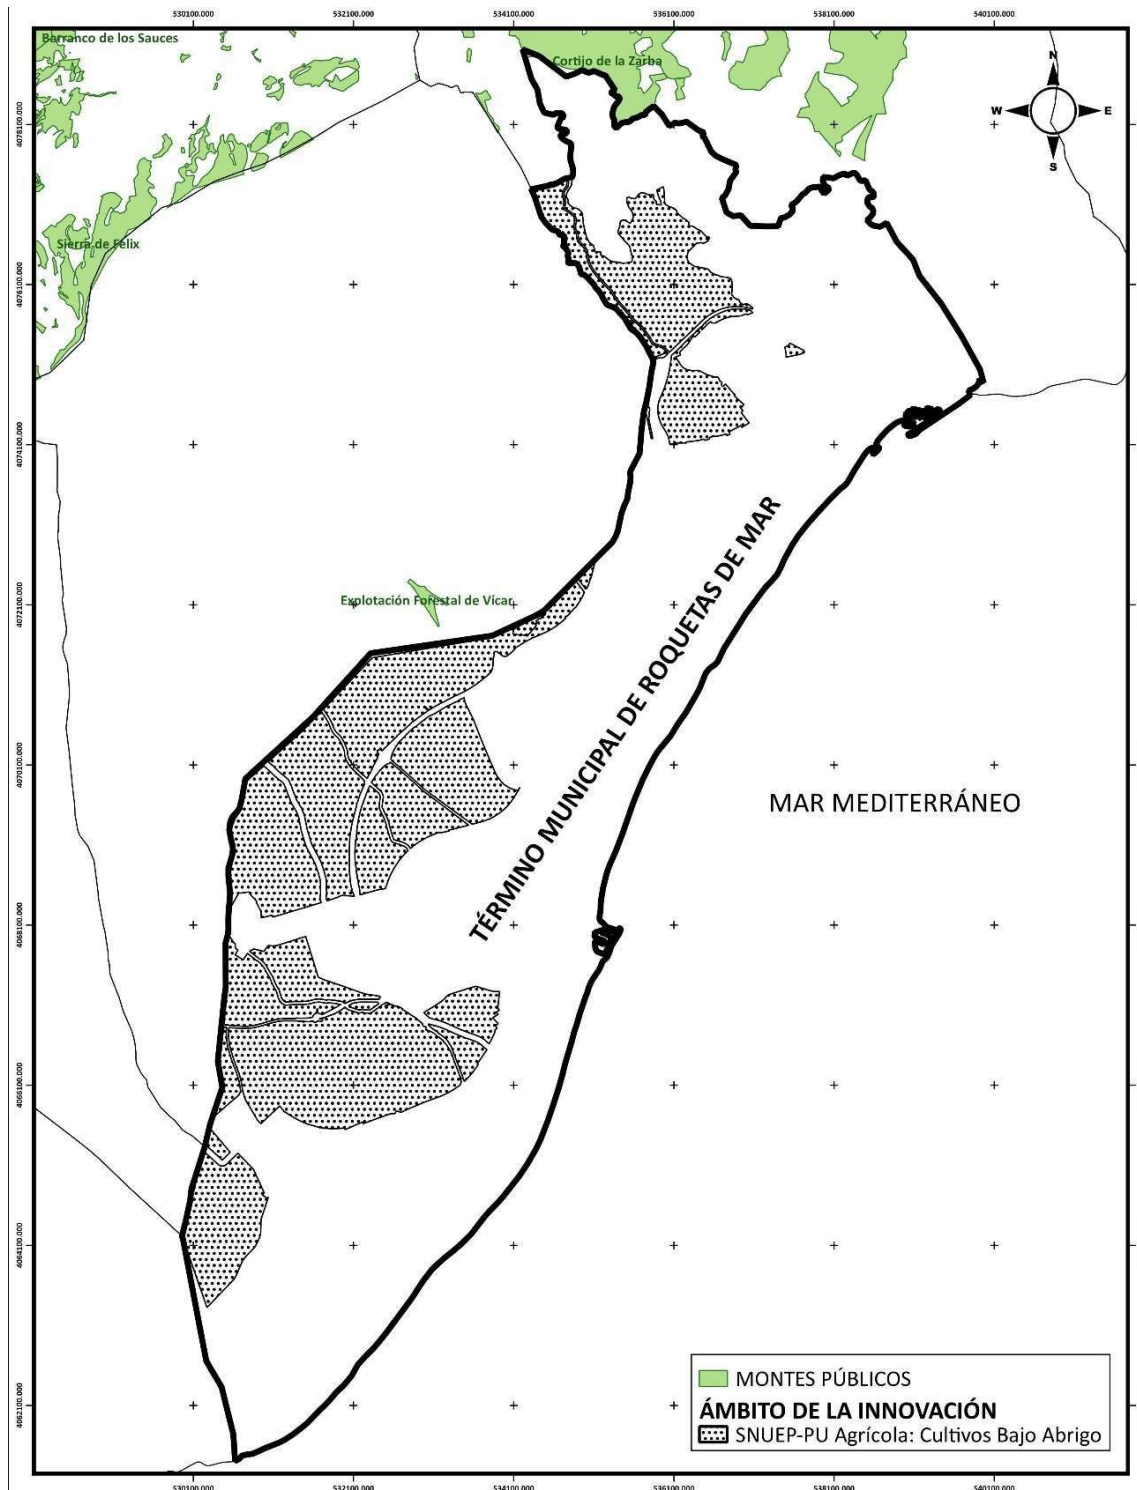 530100.000 532100.000 534100.000 536100.000 538100.000 540100.000
Barranco de los Sauces
Cortijo de la Zarba
N
W E
S
4078100.000
Sierra de Felix
4076100.000
4074100.000
Explotación Forestal de Vícar
4072100.000
TÉRMINO MUNICIPAL DE ROQUETAS DE MAR
4070100.000
MAR MEDITERRÁNEO
4068100.000
4066100.000
4064100.000
MONTES PÚBLICOS
ÁMBITO DE LA INNOVACIÓN
SNUEP-PU Agrícola: Cultivos Bajo Abrigo
4062100.000
530100.000 532100.000 534100.000 536100.000 538100.000 540100.000